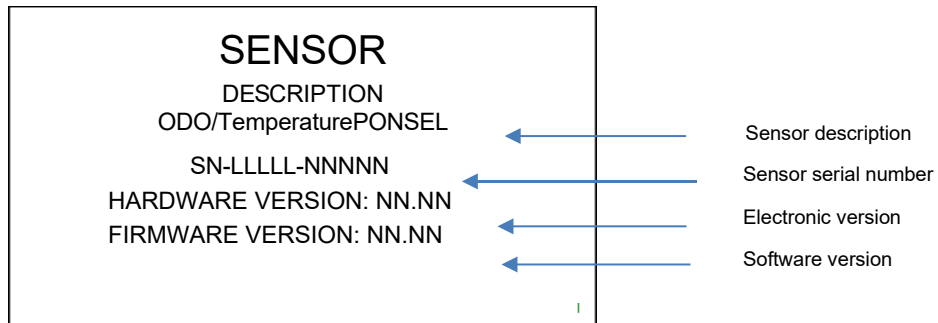 SENSOR
DESCRIPTION
ODO/TemperaturePONSEL
Sensor description
SN-LLLLL-NNNNN
Sensor serial number
HARDWARE VERSION: NN.NN
Electronic version
FIRMWARE VERSION: NN.NN
Software version
I